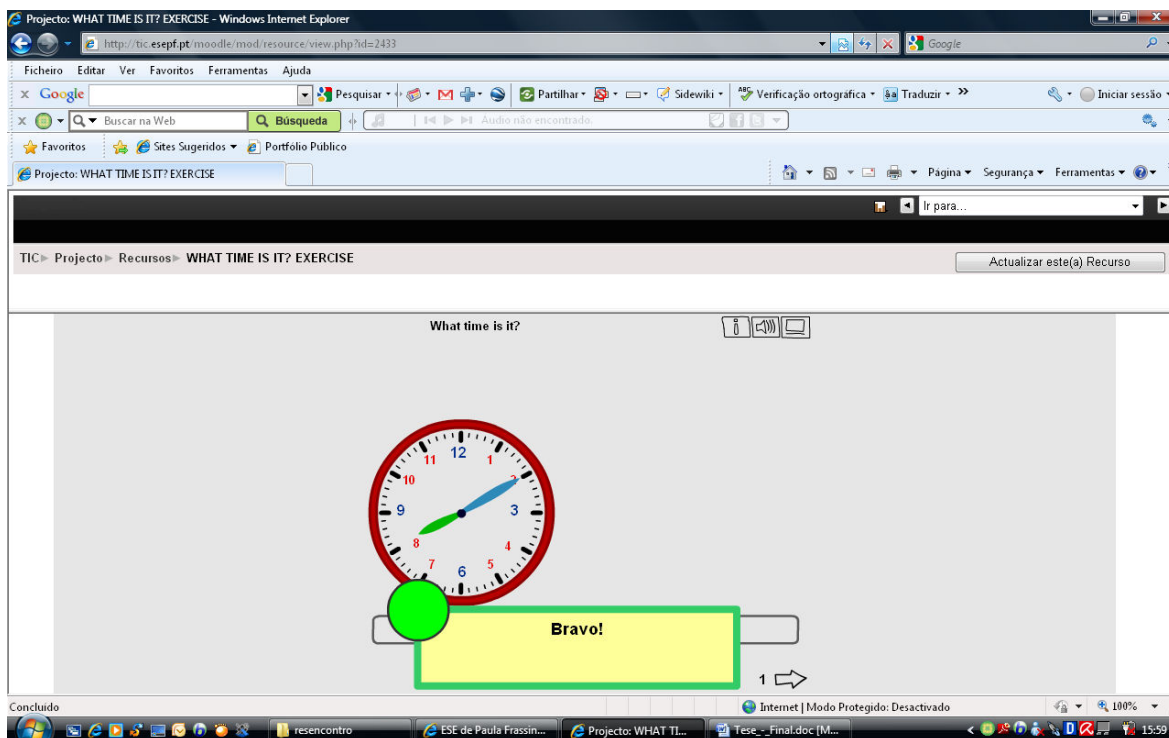 Projecto: WHAT TIME IS IT? EXERCISE - Windows Internet Explorer
http://tic.esepf.pt/moodle/mod/resource/view.php?id=2433
Google
Ficheiro Editar Ver Favoritos Ferramentas Ajuda
x Google Pesquisar Partilhar Sidewiki Verificação ortográfica Traduzir Iniciar sessão
x Buscar na Web Búsqueda Audio não encontrado.
Favoritos Sites Sugeridos Portfólio Público
Projecto: WHAT TIME IS IT? EXERCISE Página Segurança Ferramentas
Ir para...
TIC Projecto Recursos WHAT TIME IS IT? EXERCISE Actualizar este(a) Recurso
What time is it?
12
11 1
10 2
9 3
8 4
7 5
6
Bravo!
1
Concluído Internet | Modo Protegido: Desactivado 100%
resencontro ESE de Paula Frassin... Projecto: WHAT TI... Tese_-_Final.doc [M... 15:59